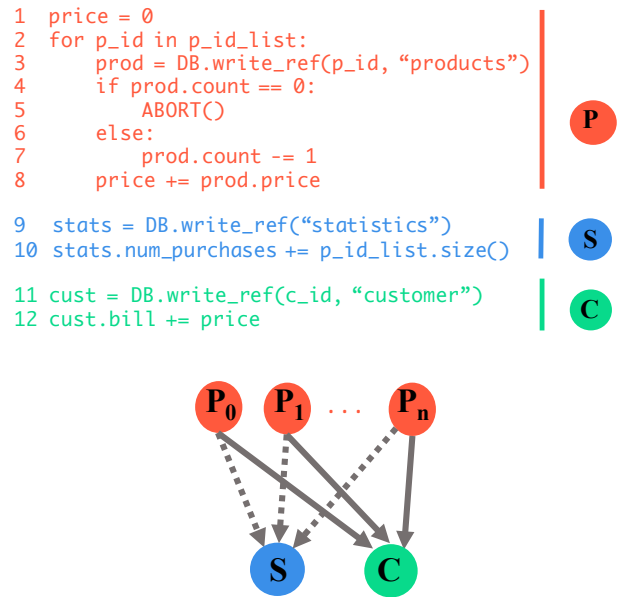 1 price = 0
2 for p_id in p_id_list:
3 prod = DB.write_ref(p_id, “products”)
4 if prod.count == 0:
5 ABORT()
6 else:
7 prod.count -= 1
8 price += prod.price
P
9 stats = DB.write_ref(“statistics”)
10 stats.num_purchases += p_id_list.size()
S
11 cust = DB.write_ref(c_id, “customer”)
12 cust.bill += price
C
P0 P1 ... Pn
S C